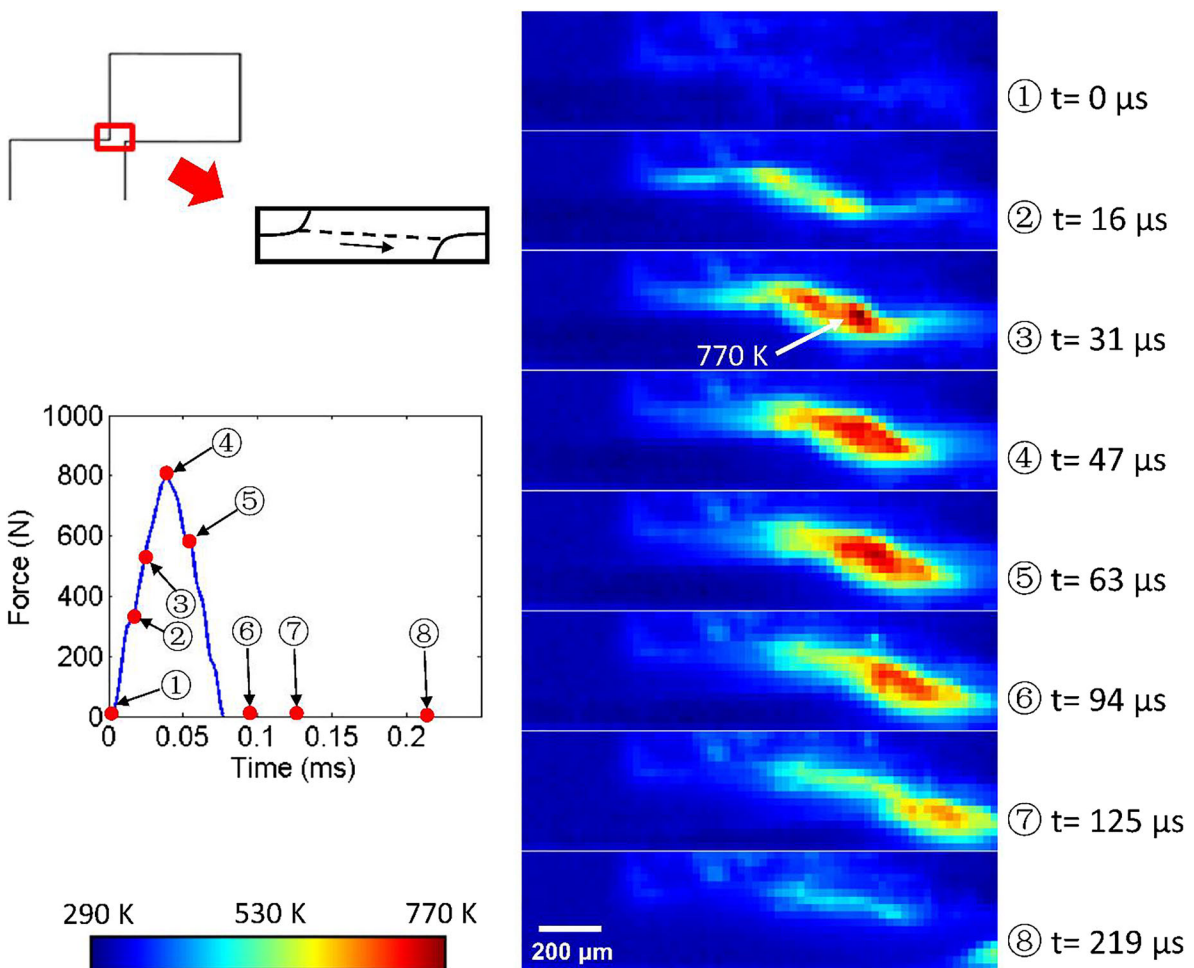 ① t= 0 µs
② t= 16 µs
③ t= 31 µs
770 K
④ t= 47 µs
⑤ t= 63 µs
⑥ t= 94 µs
⑦ t= 125 µs
⑧ t= 219 µs
200 µm
1000
800
600
400
200
0
Force (N)
④
⑤
③
②
①
⑥
⑦
⑧
0 0.05 0.1 0.15 0.2
Time (ms)
290 K 530 K 770 K